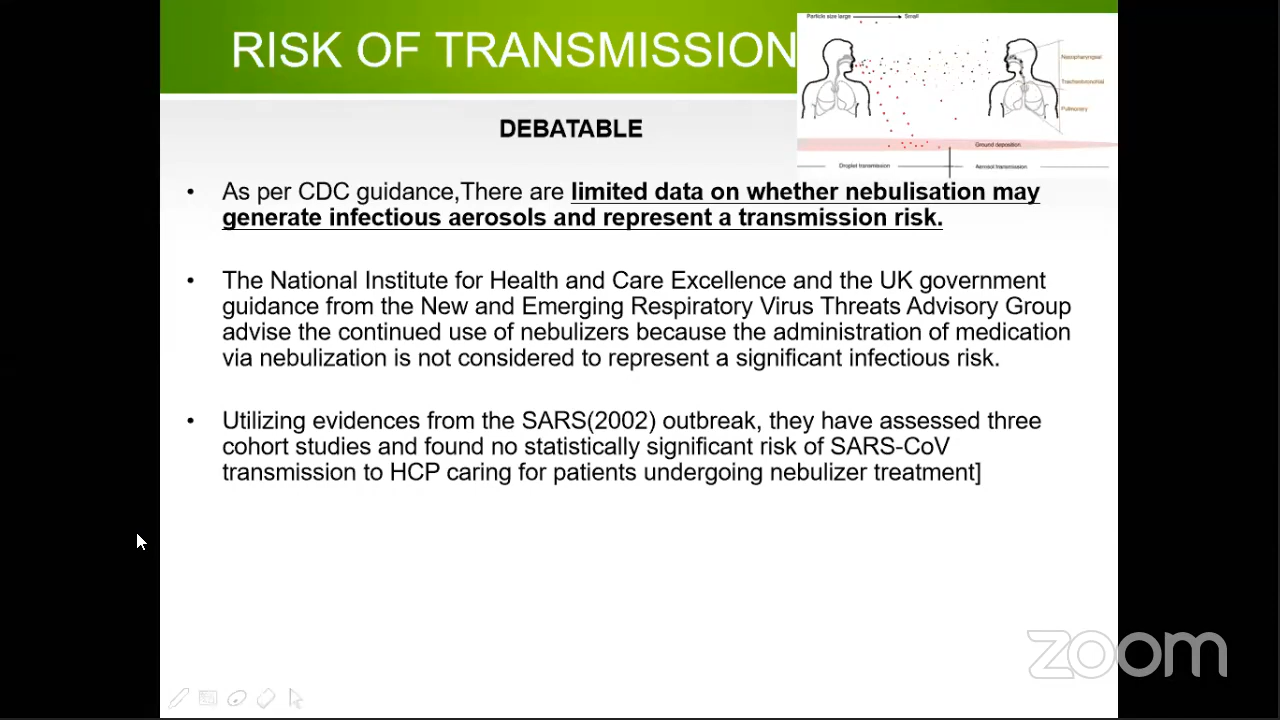 RISK OF TRANSMISSION
Particle size large
Small
Nasopharyngeal
Tracheobronchial
Pulmonary
Ground deposition
Droplet transmission
Aerosol transmission
DEBATABLE
• As per CDC guidance,There are limited data on whether nebulisation may
generate infectious aerosols and represent a transmission risk.
• The National Institute for Health and Care Excellence and the UK government
guidance from the New and Emerging Respiratory Virus Threats Advisory Group
advise the continued use of nebulizers because the administration of medication
via nebulization is not considered to represent a significant infectious risk.
• Utilizing evidences from the SARS(2002) outbreak, they have assessed three
cohort studies and found no statistically significant risk of SARS-CoV
transmission to HCP caring for patients undergoing nebulizer treatment]
zoom